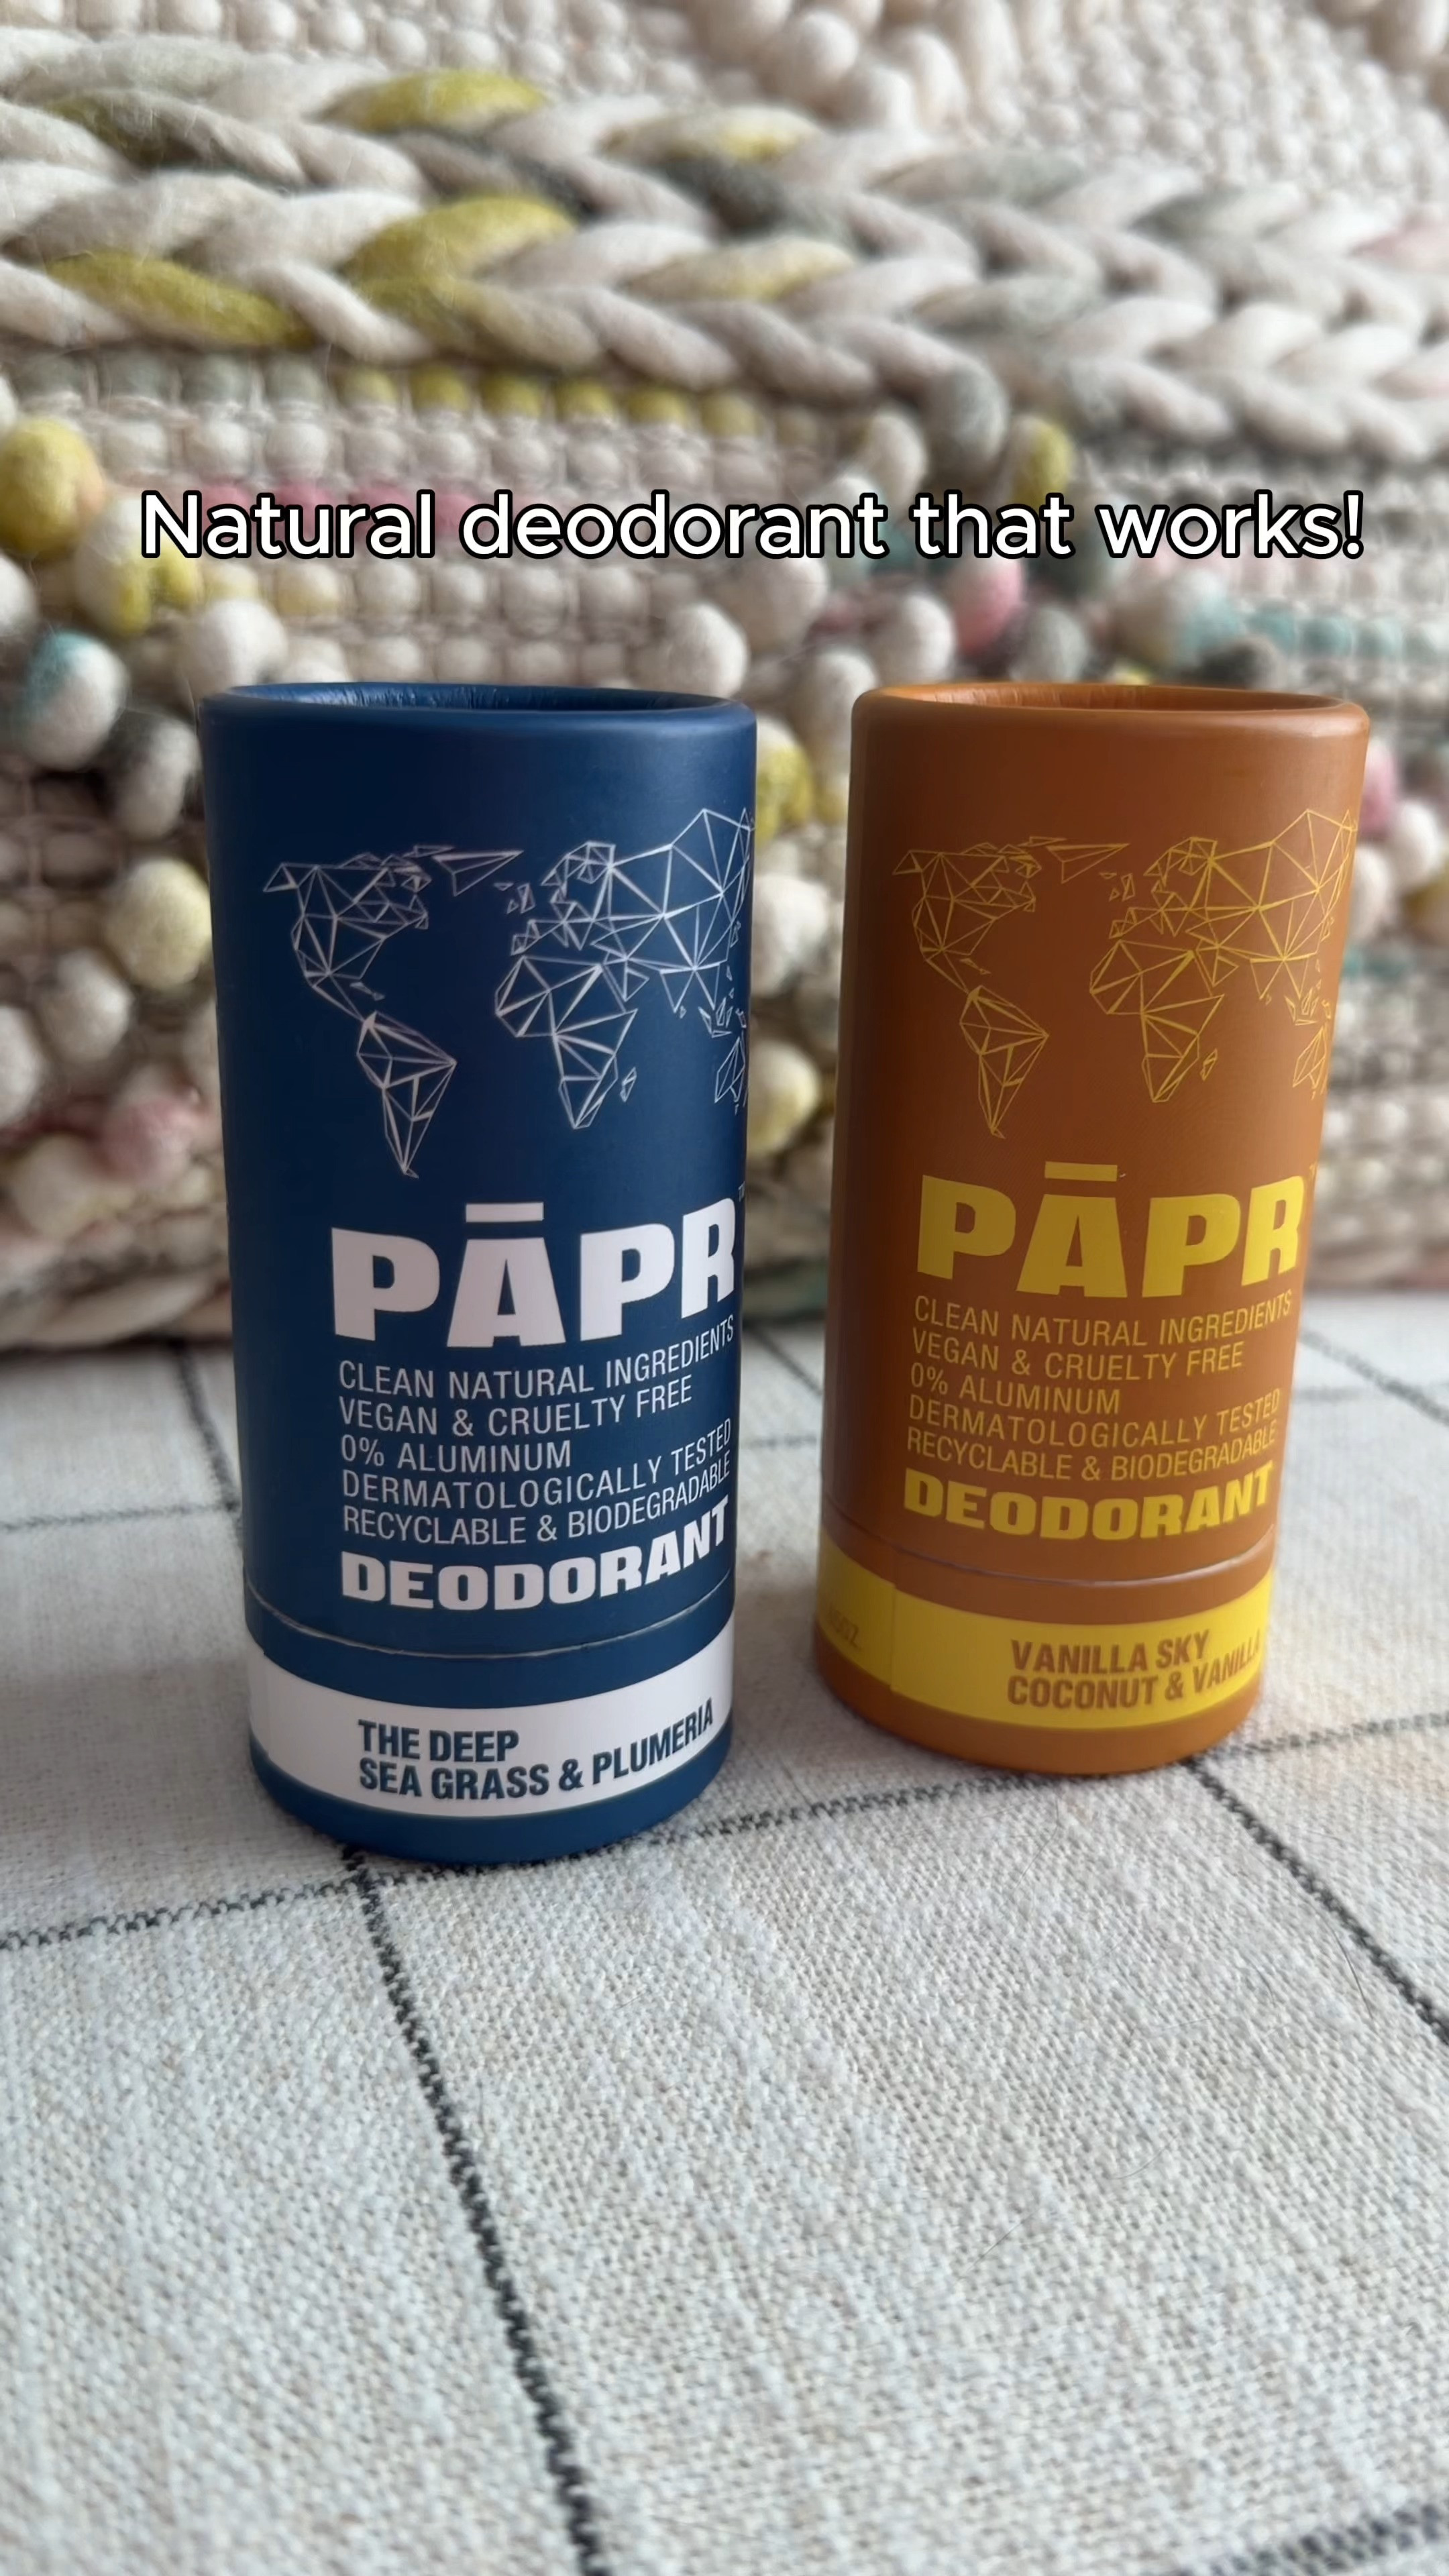 Natural deodorant that works!
PĀPR
CLEAN NATURAL INGREDIENTS
VEGAN & CRUELTY FREE
0% ALUMINUM
DERMATOLOGICALLY TESTED
RECYCLABLE & BIODEGRADABLE
DEODORANT
THE DEEP
SEA GRASS & PLUMERIA
PĀPR
CLEAN NATURAL INGREDIENTS
VEGAN & CRUELTY FREE
0% ALUMINUM
DERMATOLOGICALLY TESTED
RECYCLABLE & BIODEGRADABLE
DEODORANT
VANILLA SKY
COCONUT & VANILLA